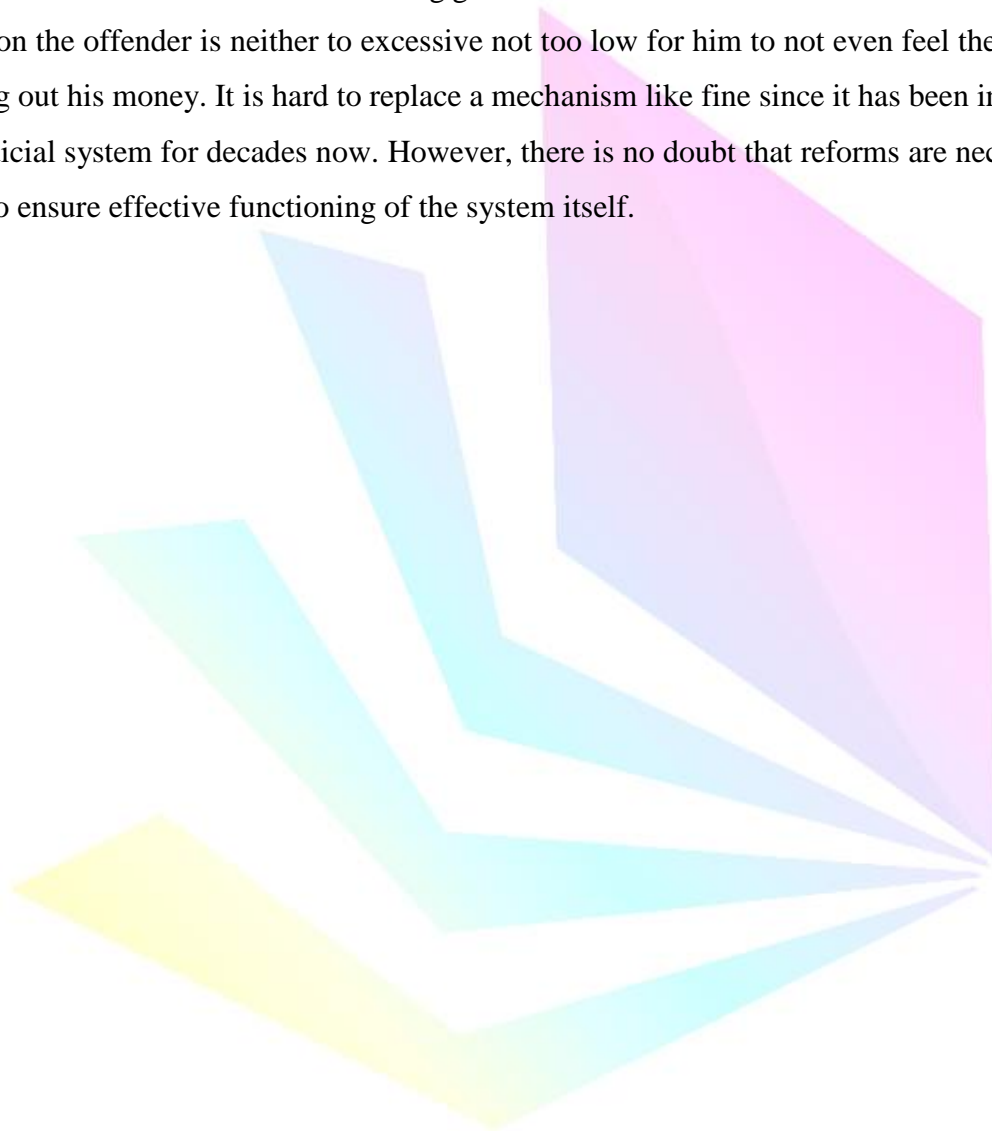 on the offender is neither to excessive not too low for him to not even feel the
g out his money. It is hard to replace a mechanism like fine since it has been
icial system for decades now. However, there is no doubt that reforms are
o ensure effective functioning of the system itself.